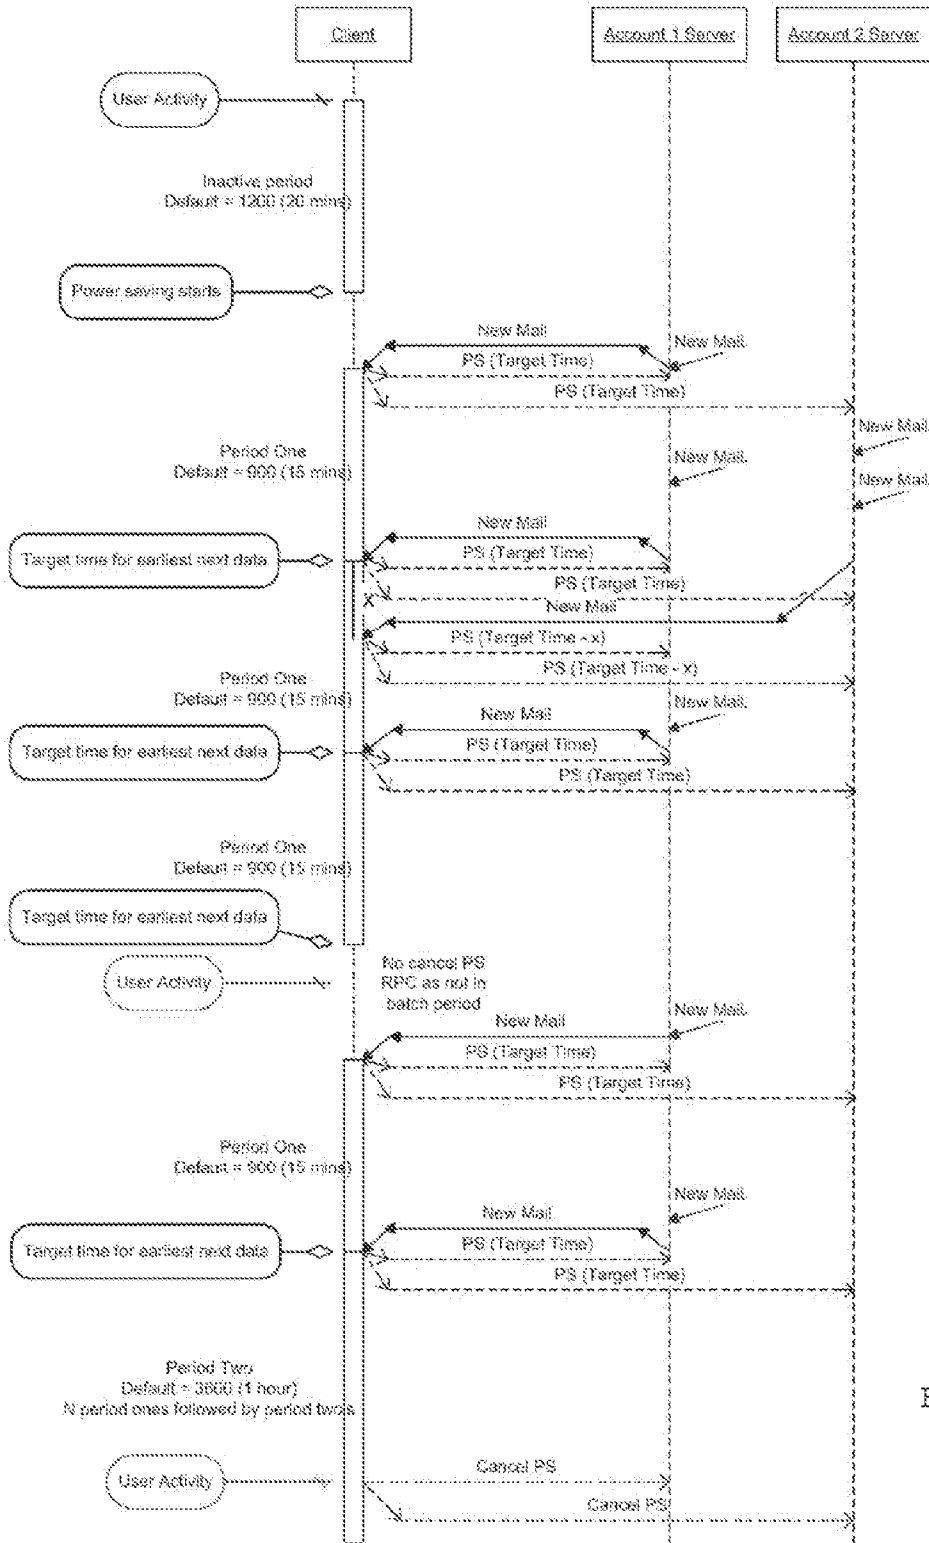 Client
Account 1 Server
Account 2 Server
User Activity
Inactive period
Default = 1200 (20 mins)
Power saving starts
New Mail
New Mail
PS (Target Time)
PS (Target Time)
New Mail
Period One
Default = 900 (15 mins)
New Mail
New Mail
New Mail
Target time for earliest next data
PS (Target Time)
PS (Target Time)
x
New Mail
PS (Target Time - x)
PS (Target Time - x)
Period One
Default = 900 (15 mins)
New Mail
New Mail
Target time for earliest next data
PS (Target Time)
PS (Target Time)
Period One
Default = 900 (15 mins)
Target time for earliest next data
No cancel PS
RPC as not in
batch period
User Activity
New Mail
New Mail
PS (Target Time)
PS (Target Time)
Period One
Default = 900 (15 mins)
New Mail
New Mail
Target time for earliest next data
PS (Target Time)
PS (Target Time)
Period Two
Default = 3600 (1 hour)
N period ones followed by period twos
Cancel PS
User Activity
Cancel PS